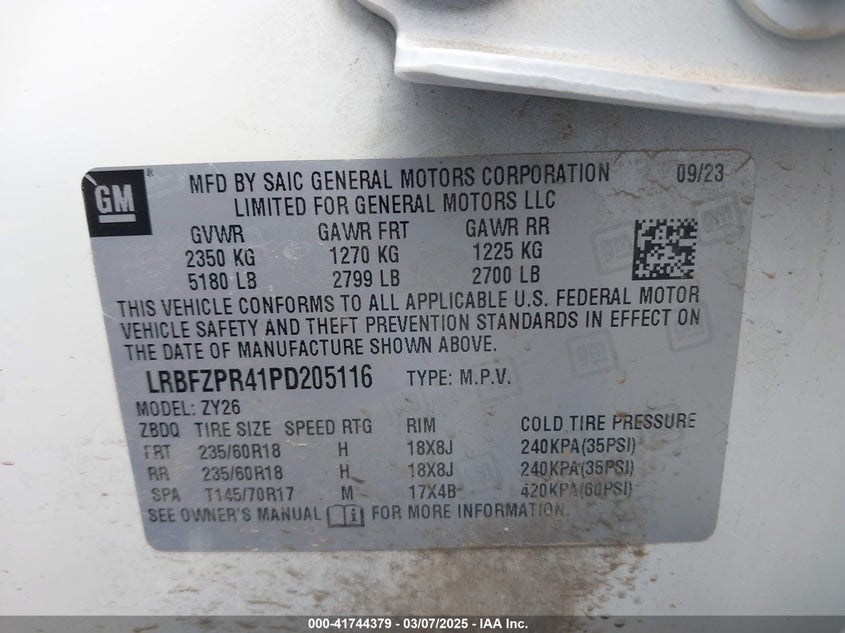 GM
MFD BY SAIC GENERAL MOTORS CORPORATION 09/23
LIMITED FOR GENERAL MOTORS LLC
GVWR GAWR FRT GAWR RR
2350 KG 1270 KG 1225 KG
5180 LB 2799 LB 2700 LB
THIS VEHICLE CONFORMS TO ALL APPLICABLE U.S. FEDERAL MOTOR
VEHICLE SAFETY AND THEFT PREVENTION STANDARDS IN EFFECT ON
THE DATE OF MANUFACTURE SHOWN ABOVE.
LRBFZPR41PD205116 TYPE: M.P.V.
MODEL: ZY26
ZBDQ TIRE SIZE SPEED RTG RIM COLD TIRE PRESSURE
FRT 235/60R18 H 18X8J 240KPA(35PSI)
RR 235/60R18 H 18X8J 240KPA(35PSI)
SPA T145/70R17 M 17X4B 420KPA(60PSI)
SEE OWNER'S MANUAL FOR MORE INFORMATION.
000-41744379 - 03/07/2025 - IAA Inc.